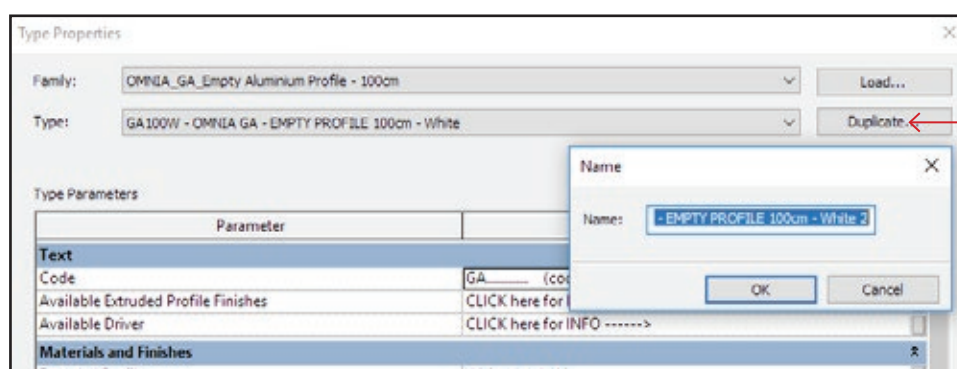 Type Properties
Family: OMNIA_GA_Empty Aluminium Profile - 100cm Load...
Type: GA100W - OMNIA GA - EMPTY PROFILE 100cm - White Duplicate...
Name
Name: - EMPTY PROFILE 100cm - White 2
OK Cancel
Type Parameters
Parameter
Text
Code GA____ (cod
Available Extruded Profile Finishes CLICK here for I
Available Driver CLICK here for INFO ------>
Materials and Finishes